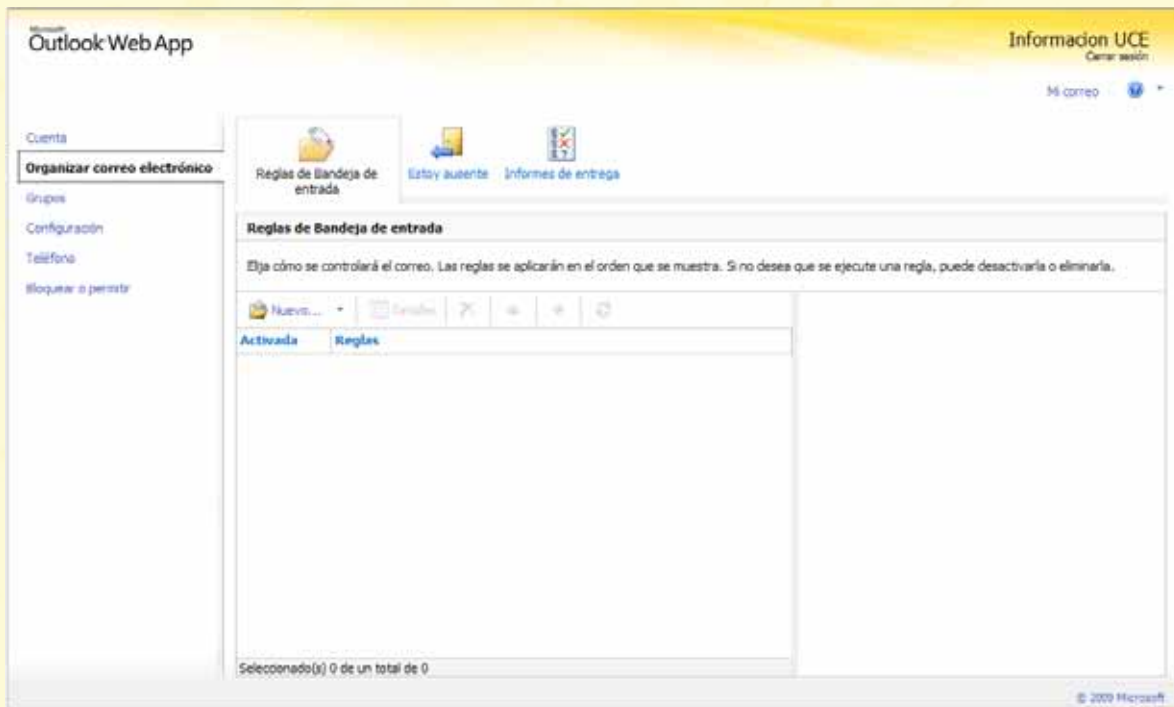 Microsoft
Outlook Web App
Informacion UCE
Cerrar sesión
Mi correo
Cuenta
Organizar correo electrónico
Grupos
Configuración
Teléfono
Bloquear o permitir
Reglas de Bandeja de
entrada
Estoy ausente
Informes de entrega
Reglas de Bandeja de entrada
Elija cómo se controlará el correo. Las reglas se aplicarán en el orden que se muestra. Si no desea que se ejecute una regla, puede desactivarla o eliminarla.
Nuevo...
Detalles
Activada Reglas
Seleccionado(s) 0 de un total de 0
© 2009 Microsoft